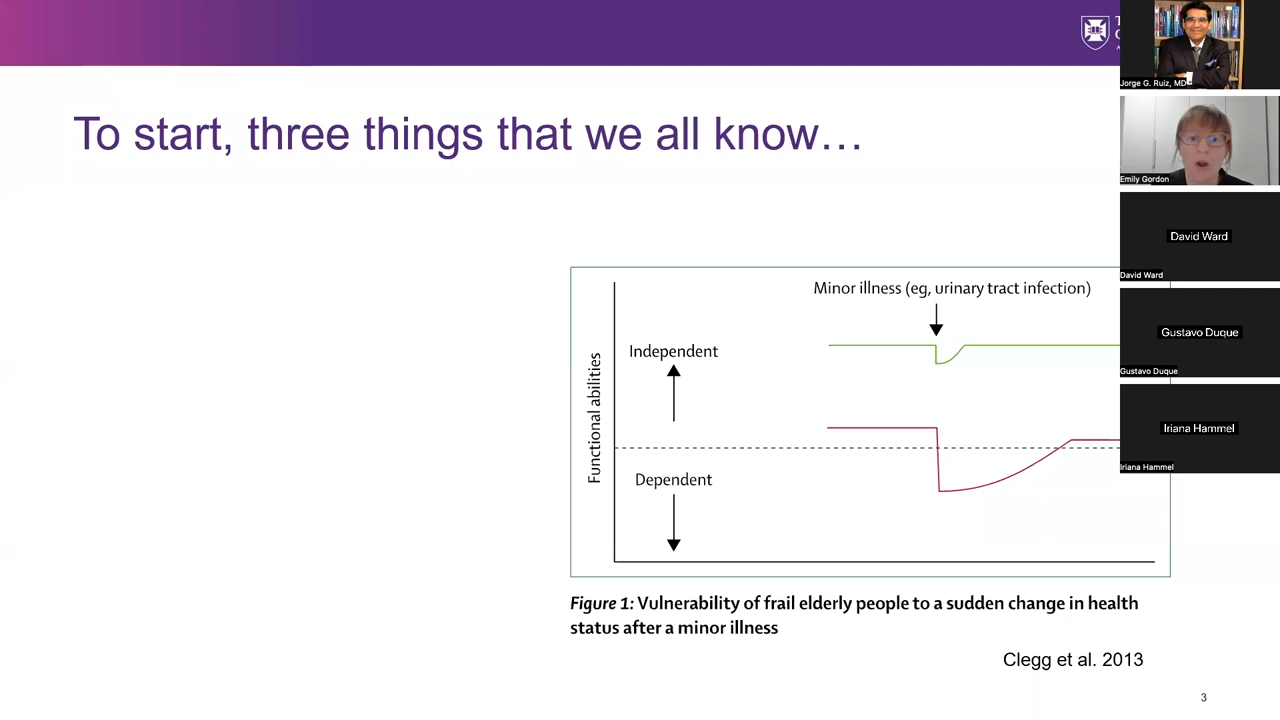 To start, three things that we all know…
Minor illness (eg, urinary tract infection)
Independent
Functional abilities
Dependent
Figure 1: Vulnerability of frail elderly people to a sudden change in health
status after a minor illness
Clegg et al. 2013
3
Jorge G. Ruiz, MD
Emily Gordon
David Ward
David Ward
Gustavo Duque
Gustavo Duque
Iriana Hammel
Iriana Hammel